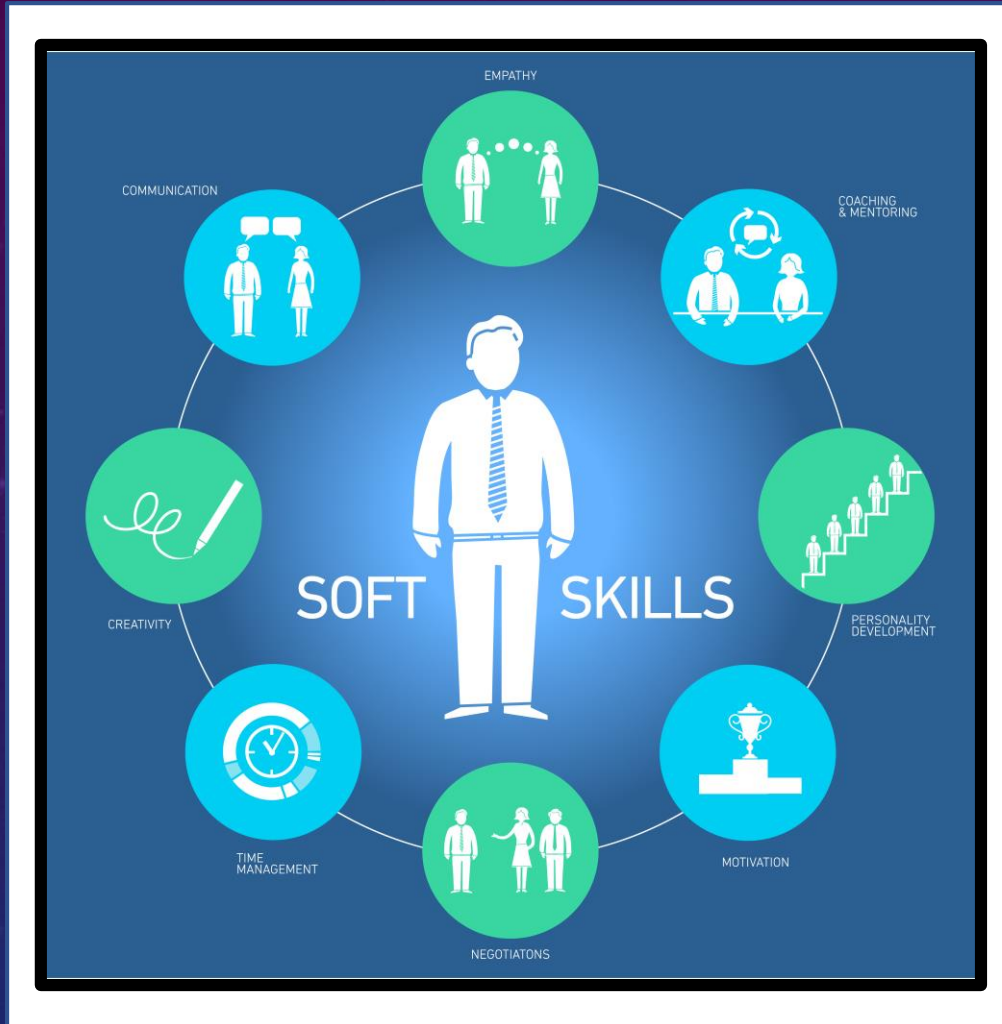 EMPATHY
COMMUNICATION
COACHING
& MENTORING
SOFT SKILLS
CREATIVITY
PERSONALITY
DEVELOPMENT
TIME
MANAGEMENT
MOTIVATION
NEGOTIATONS